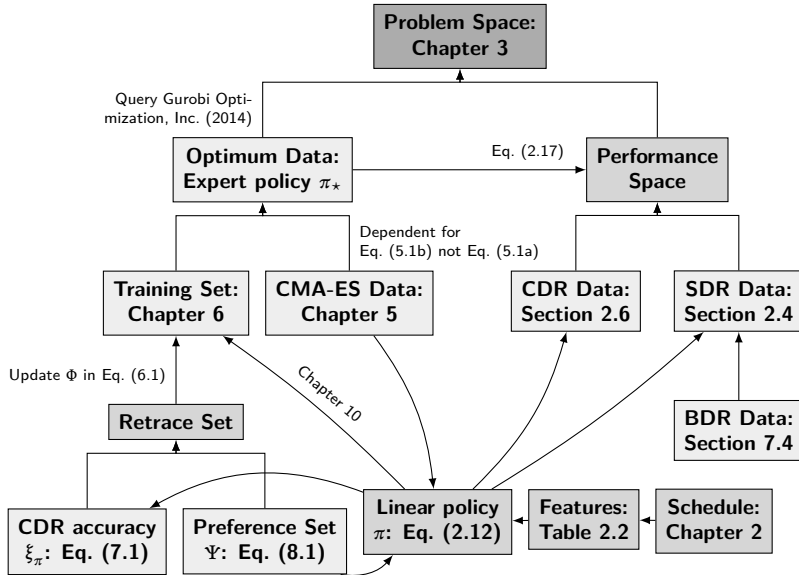 Problem Space:
Chapter 3
Query Gurobi Opti-
mization, Inc. (2014)
Optimum Data:
Expert policy π⋆
Eq. (2.17)
Performance
Space
Dependent for
Eq. (5.1b) not Eq. (5.1a)
Training Set:
Chapter 6
CMA-ES Data:
Chapter 5
CDR Data:
Section 2.6
SDR Data:
Section 2.4
Update Φ in Eq. (6.1)
Chapter 10
Retrace Set
BDR Data:
Section 7.4
CDR accuracy
ξπ: Eq. (7.1)
Preference Set
Ψ: Eq. (8.1)
Linear policy
π: Eq. (2.12)
Features:
Table 2.2
Schedule:
Chapter 2